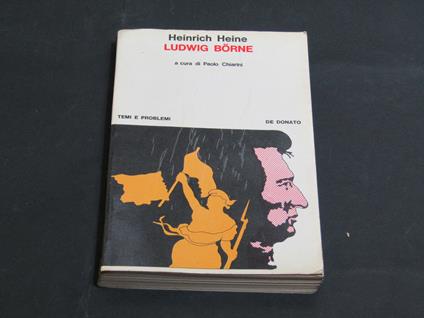 Heinrich Heine
LUDWIG BÖRNE
a cura di Paolo Chiarini
TEMI E PROBLEMI
DE DONATO